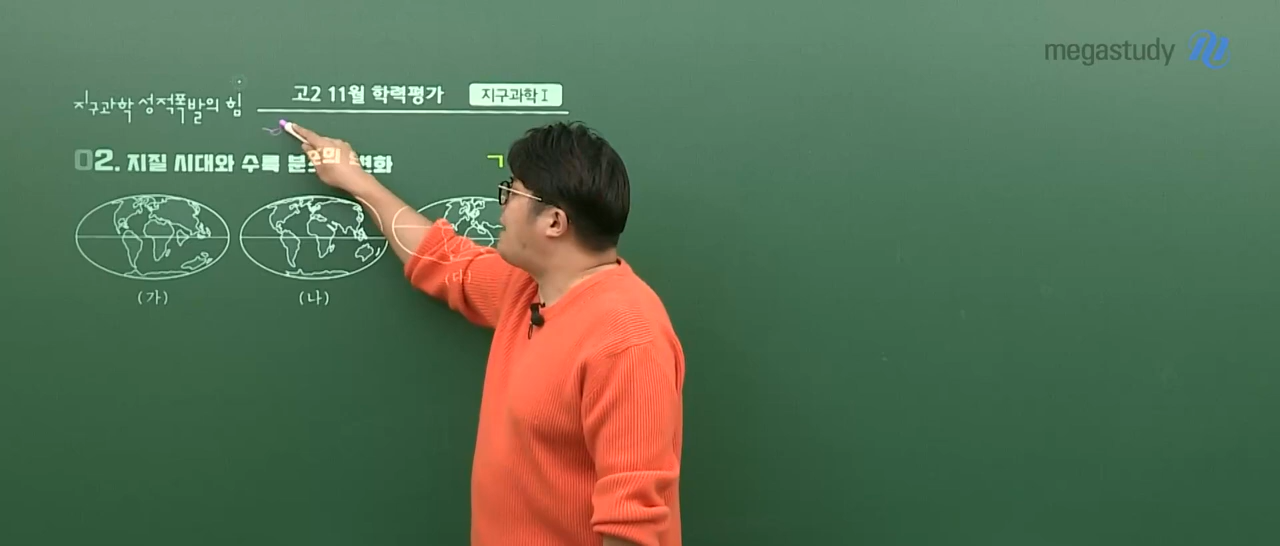 megastudy
지구과학 성적폭발의 힘
고2 11월 학력평가 지구과학 I
02. 지질 시대와 수륙 분포의 변화
ㄱ
(가) (나) (다)